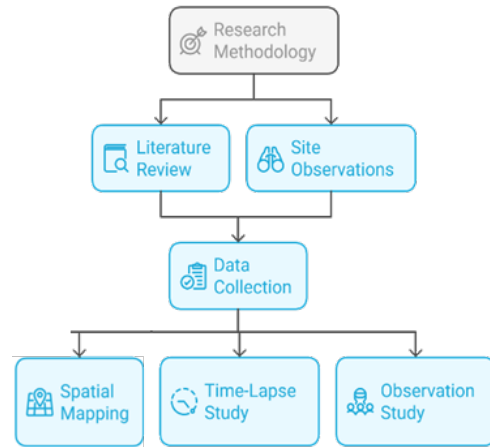 Research
Methodology
Literature
Review
Site
Observations
Data
Collection
Spatial
Mapping
Time-Lapse
Study
Observation
Study